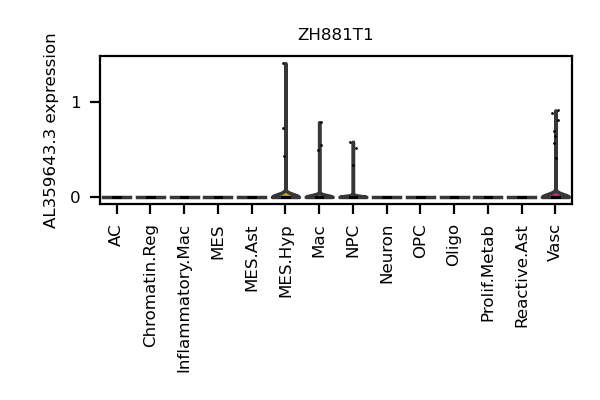 ZH881T1
AL359643.3 expression
1
0
AC
Chromatin.Reg
Inflammatory.Mac
MES
MES.Ast
MES.Hyp
Mac
NPC
Neuron
OPC
Oligo
Prolif.Metab
Reactive.Ast
Vasc